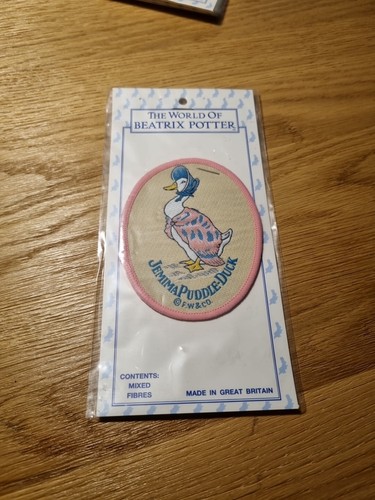 THE WORLD OF
BEATRIX POTTER
JEMIMA PUDDLE-DUCK
© F.W & CO.
CONTENTS:
MIXED
FIBRES
MADE IN GREAT BRITAIN